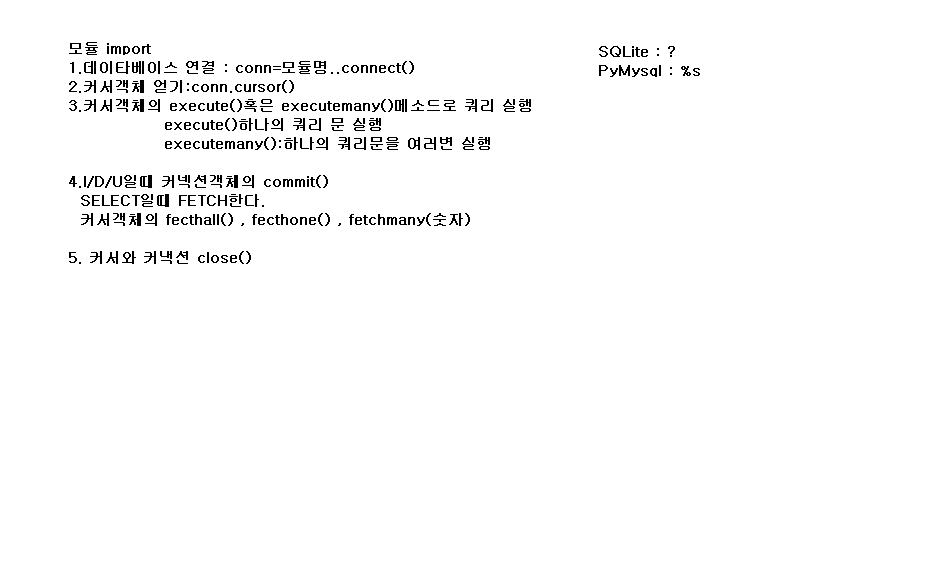 모듈 import
1.데이타베이스 연결 : conn=모듈명..connect()
2.커서객체 얻기:conn.cursor()
3.커서객체의 execute()혹은 executemany()메소드로 쿼리 실행
execute()하나의 쿼리 문 실행
executemany():하나의 쿼리문을 여러변 실행
4.I/D/U일때 커넥션객체의 commit()
SELECT일때 FETCH한다.
커서객체의 fecthall() , fecthone() , fetchmany(숫자)
5. 커서와 커낵션 close()
SQLite : ?
PyMysql : %s